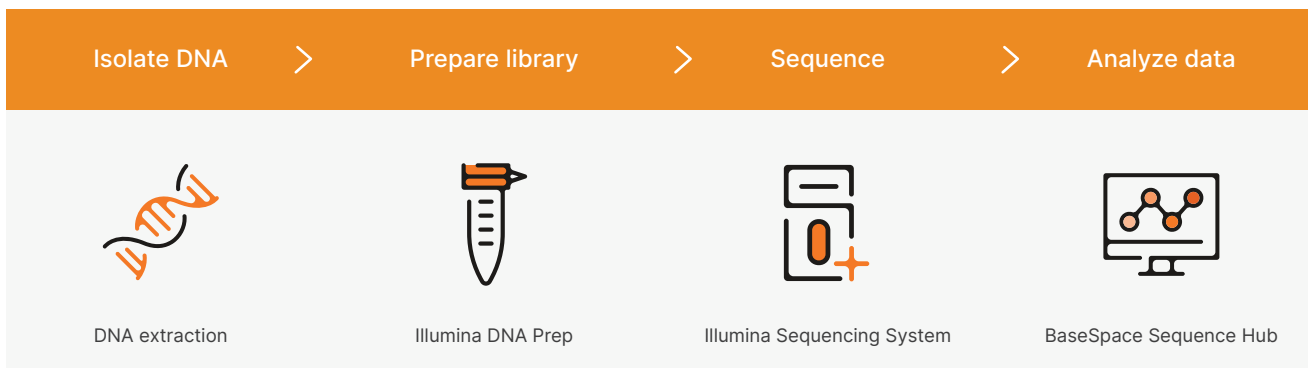 Isolate DNA
Prepare library
Sequence
Analyze data
DNA extraction
Illumina DNA Prep
Illumina Sequencing System
BaseSpace Sequence Hub